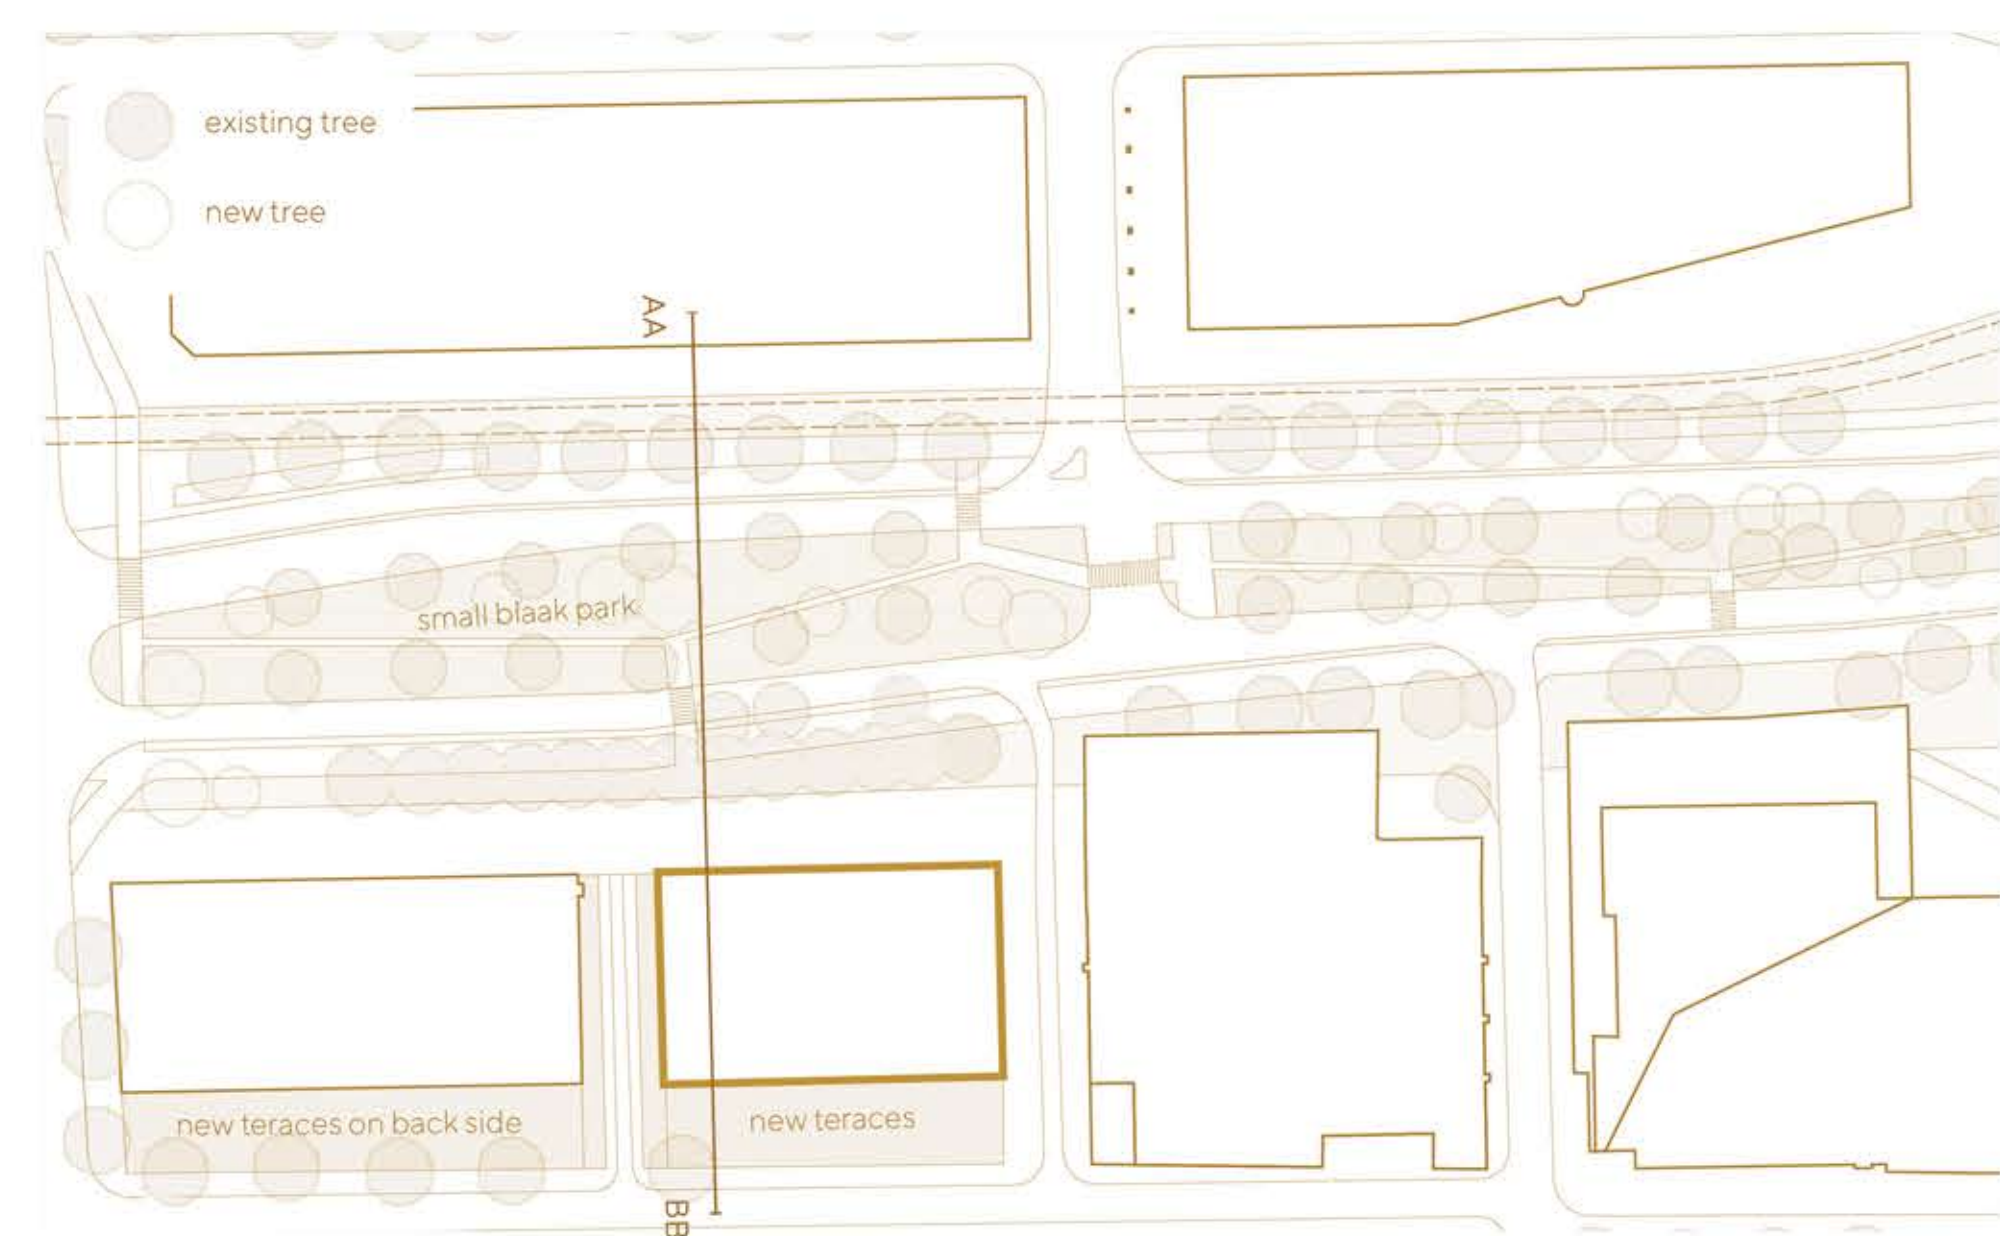 existing tree
new tree
AA
small blaak park
new teraces on back side
new teraces
BB